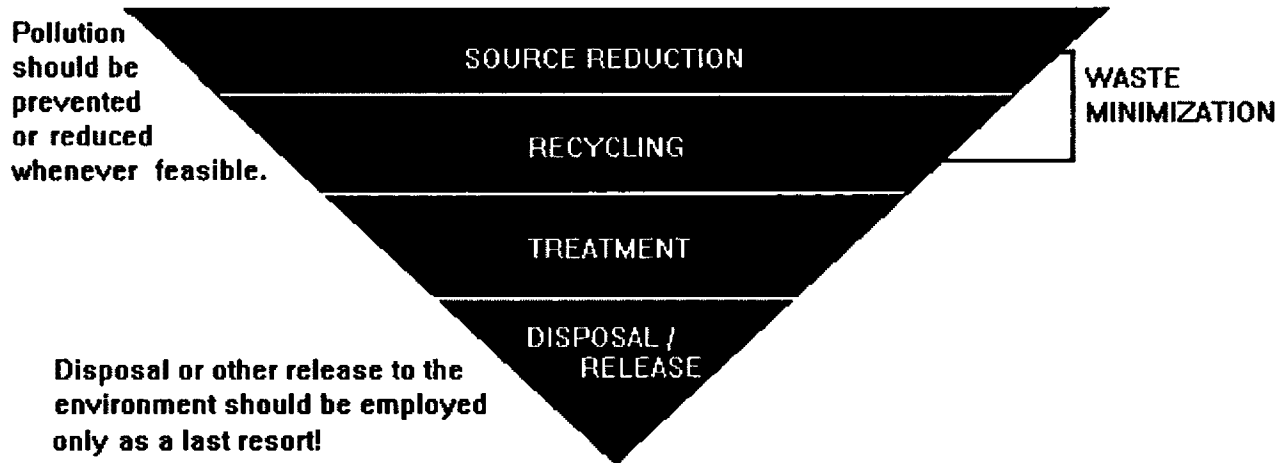 Pollution
should be
prevented
or reduced
whenever feasible.
SOURCE REDUCTION
WASTE
MINIMIZATION
RECYCLING
TREATMENT
DISPOSAL /
RELEASE
Disposal or other release to the
environment should be employed
only as a last resort!